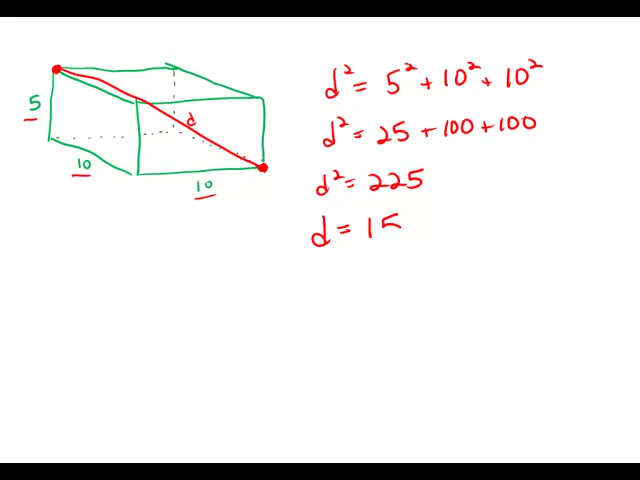 5
10
10
d
d² = 5² + 10² + 10²
d² = 25 + 100 + 100
d² = 225
d = 15